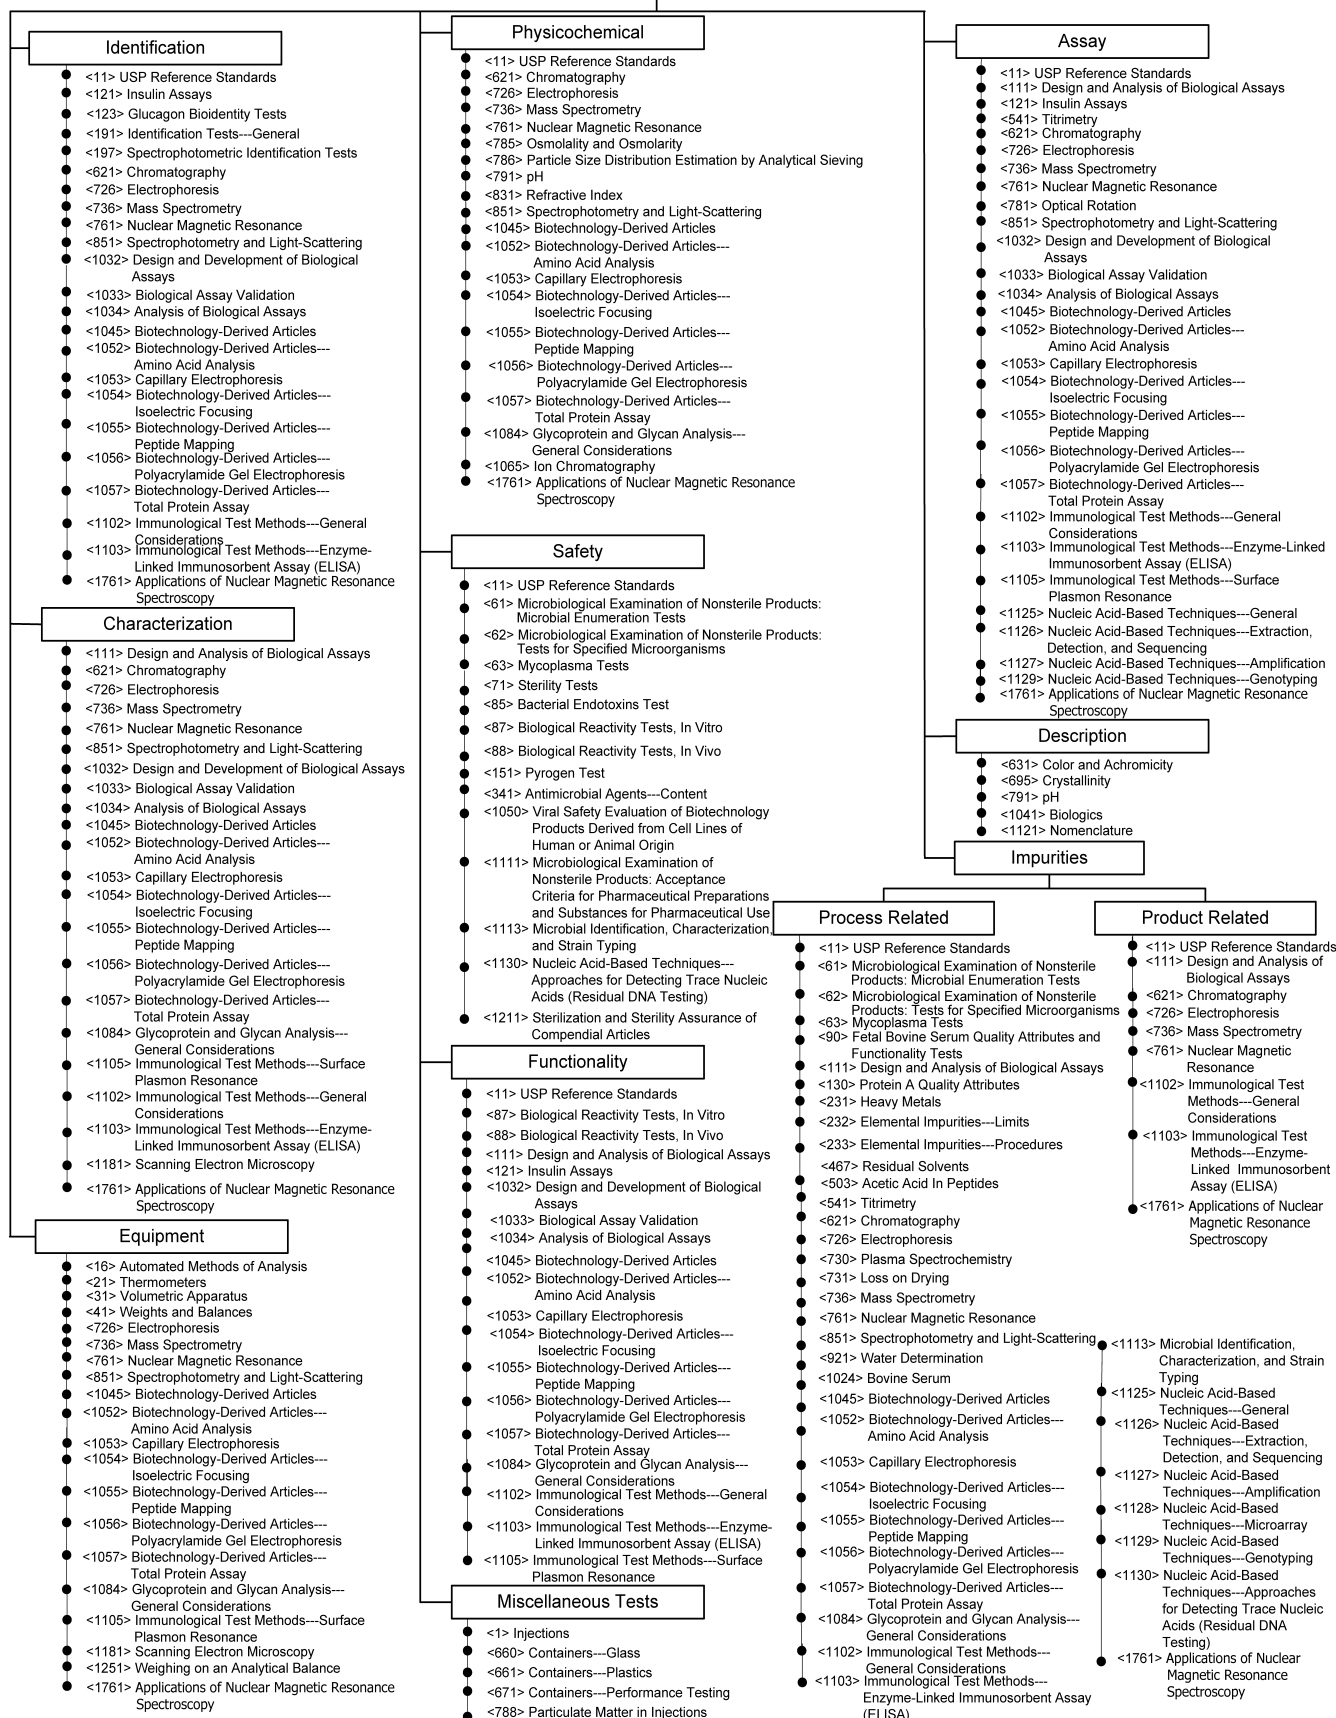 Identification
<11> USP Reference Standards
<121> Insulin Assays
<123> Glucagon Bioidentity Tests
<191> Identification Tests---General
<197> Spectrophotometric Identification Tests
<621> Chromatography
<726> Electrophoresis
<736> Mass Spectrometry
<761> Nuclear Magnetic Resonance
<851> Spectrophotometry and Light-Scattering
<1032> Design and Development of Biological
Assays
<1033> Biological Assay Validation
<1034> Analysis of Biological Assays
<1045> Biotechnology-Derived Articles
<1052> Biotechnology-Derived Articles---
Amino Acid Analysis
<1053> Capillary Electrophoresis
<1054> Biotechnology-Derived Articles---
Isoelectric Focusing
<1055> Biotechnology-Derived Articles---
Peptide Mapping
<1056> Biotechnology-Derived Articles---
Polyacrylamide Gel Electrophoresis
<1057> Biotechnology-Derived Articles---
Total Protein Assay
<1102> Immunological Test Methods---General
Considerations
<1103> Immunological Test Methods---Enzyme-
Linked Immunosorbent Assay (ELISA)
<1761> Applications of Nuclear Magnetic Resonance
Spectroscopy
Characterization
<111> Design and Analysis of Biological Assays
<621> Chromatography
<726> Electrophoresis
<736> Mass Spectrometry
<761> Nuclear Magnetic Resonance
<851> Spectrophotometry and Light-Scattering
<1032> Design and Development of Biological Assays
<1033> Biological Assay Validation
<1034> Analysis of Biological Assays
<1045> Biotechnology-Derived Articles
<1052> Biotechnology-Derived Articles---
Amino Acid Analysis
<1053> Capillary Electrophoresis
<1054> Biotechnology-Derived Articles---
Isoelectric Focusing
<1055> Biotechnology-Derived Articles---
Peptide Mapping
<1056> Biotechnology-Derived Articles---
Polyacrylamide Gel Electrophoresis
<1057> Biotechnology-Derived Articles---
Total Protein Assay
<1084> Glycoprotein and Glycan Analysis---
General Considerations
<1105> Immunological Test Methods---Surface
Plasmon Resonance
<1102> Immunological Test Methods---General
Considerations
<1103> Immunological Test Methods---Enzyme-
Linked Immunosorbent Assay (ELISA)
<1181> Scanning Electron Microscopy
<1761> Applications of Nuclear Magnetic Resonance
Spectroscopy
Equipment
<16> Automated Methods of Analysis
<21> Thermometers
<31> Volumetric Apparatus
<41> Weights and Balances
<726> Electrophoresis
<736> Mass Spectrometry
<761> Nuclear Magnetic Resonance
<851> Spectrophotometry and Light-Scattering
<1045> Biotechnology-Derived Articles
<1052> Biotechnology-Derived Articles---
Amino Acid Analysis
<1053> Capillary Electrophoresis
<1054> Biotechnology-Derived Articles---
Isoelectric Focusing
<1055> Biotechnology-Derived Articles---
Peptide Mapping
<1056> Biotechnology-Derived Articles---
Polyacrylamide Gel Electrophoresis
<1057> Biotechnology-Derived Articles---
Total Protein Assay
<1084> Glycoprotein and Glycan Analysis---
General Considerations
<1105> Immunological Test Methods---Surface
Plasmon Resonance
<1181> Scanning Electron Microscopy
<1251> Weighing on an Analytical Balance
<1761> Applications of Nuclear Magnetic Resonance
Spectroscopy
Physicochemical
<11> USP Reference Standards
<621> Chromatography
<726> Electrophoresis
<736> Mass Spectrometry
<761> Nuclear Magnetic Resonance
<785> Osmolality and Osmolarity
<786> Particle Size Distribution Estimation by Analytical Sieving
<791> pH
<831> Refractive Index
<851> Spectrophotometry and Light-Scattering
<1045> Biotechnology-Derived Articles
<1052> Biotechnology-Derived Articles---
Amino Acid Analysis
<1053> Capillary Electrophoresis
<1054> Biotechnology-Derived Articles---
Isoelectric Focusing
<1055> Biotechnology-Derived Articles---
Peptide Mapping
<1056> Biotechnology-Derived Articles---
Polyacrylamide Gel Electrophoresis
<1057> Biotechnology-Derived Articles---
Total Protein Assay
<1084> Glycoprotein and Glycan Analysis---
General Considerations
<1065> Ion Chromatography
<1761> Applications of Nuclear Magnetic Resonance
Spectroscopy
Safety
<11> USP Reference Standards
<61> Microbiological Examination of Nonsterile Products:
Microbial Enumeration Tests
<62> Microbiological Examination of Nonsterile Products:
Tests for Specified Microorganisms
<63> Mycoplasma Tests
<71> Sterility Tests
<85> Bacterial Endotoxins Test
<87> Biological Reactivity Tests, In Vitro
<88> Biological Reactivity Tests, In Vivo
<151> Pyrogen Test
<341> Antimicrobial Agents---Content
<1050> Viral Safety Evaluation of Biotechnology
Products Derived from Cell Lines of
Human or Animal Origin
<1111> Microbiological Examination of
Nonsterile Products: Acceptance
Criteria for Pharmaceutical Preparations
and Substances for Pharmaceutical Use
<1113> Microbial Identification, Characterization,
and Strain Typing
<1130> Nucleic Acid-Based Techniques---
Approaches for Detecting Trace Nucleic
Acids (Residual DNA Testing)
<1211> Sterilization and Sterility Assurance of
Compendial Articles
Functionality
<11> USP Reference Standards
<87> Biological Reactivity Tests, In Vitro
<88> Biological Reactivity Tests, In Vivo
<111> Design and Analysis of Biological Assays
<121> Insulin Assays
<1032> Design and Development of Biological
Assays
<1033> Biological Assay Validation
<1034> Analysis of Biological Assays
<1045> Biotechnology-Derived Articles
<1052> Biotechnology-Derived Articles---
Amino Acid Analysis
<1053> Capillary Electrophoresis
<1054> Biotechnology-Derived Articles---
Isoelectric Focusing
<1055> Biotechnology-Derived Articles---
Peptide Mapping
<1056> Biotechnology-Derived Articles---
Polyacrylamide Gel Electrophoresis
<1057> Biotechnology-Derived Articles---
Total Protein Assay
<1084> Glycoprotein and Glycan Analysis---
General Considerations
<1102> Immunological Test Methods---General
Considerations
<1103> Immunological Test Methods---Enzyme-
Linked Immunosorbent Assay (ELISA)
<1105> Immunological Test Methods---Surface
Plasmon Resonance
Miscellaneous Tests
<1> Injections
<660> Containers---Glass
<661> Containers---Plastics
<671> Containers---Performance Testing
<788> Particulate Matter in Injections
Assay
<11> USP Reference Standards
<111> Design and Analysis of Biological Assays
<121> Insulin Assays
<541> Titrimetry
<621> Chromatography
<726> Electrophoresis
<736> Mass Spectrometry
<761> Nuclear Magnetic Resonance
<781> Optical Rotation
<851> Spectrophotometry and Light-Scattering
<1032> Design and Development of Biological
Assays
<1033> Biological Assay Validation
<1034> Analysis of Biological Assays
<1045> Biotechnology-Derived Articles
<1052> Biotechnology-Derived Articles---
Amino Acid Analysis
<1053> Capillary Electrophoresis
<1054> Biotechnology-Derived Articles---
Isoelectric Focusing
<1055> Biotechnology-Derived Articles---
Peptide Mapping
<1056> Biotechnology-Derived Articles---
Polyacrylamide Gel Electrophoresis
<1057> Biotechnology-Derived Articles---
Total Protein Assay
<1102> Immunological Test Methods---General
Considerations
<1103> Immunological Test Methods---Enzyme-Linked
Immunosorbent Assay (ELISA)
<1105> Immunological Test Methods---Surface
Plasmon Resonance
<1125> Nucleic Acid-Based Techniques---General
<1126> Nucleic Acid-Based Techniques---Extraction,
Detection, and Sequencing
<1127> Nucleic Acid-Based Techniques---Amplification
<1129> Nucleic Acid-Based Techniques---Genotyping
<1761> Applications of Nuclear Magnetic Resonance
Spectroscopy
Description
<631> Color and Achromicity
<695> Crystallinity
<791> pH
<1041> Biologics
<1121> Nomenclature
Impurities
Process Related
<11> USP Reference Standards
<61> Microbiological Examination of Nonsterile
Products: Microbial Enumeration Tests
<62> Microbiological Examination of Nonsterile
Products: Tests for Specified Microorganisms
<63> Mycoplasma Tests
<90> Fetal Bovine Serum Quality Attributes and
Functionality Tests
<111> Design and Analysis of Biological Assays
<130> Protein A Quality Attributes
<231> Heavy Metals
<232> Elemental Impurities---Limits
<233> Elemental Impurities---Procedures
<467> Residual Solvents
<503> Acetic Acid In Peptides
<541> Titrimetry
<621> Chromatography
<726> Electrophoresis
<730> Plasma Spectrochemistry
<731> Loss on Drying
<736> Mass Spectrometry
<761> Nuclear Magnetic Resonance
<851> Spectrophotometry and Light-Scattering
<921> Water Determination
<1024> Bovine Serum
<1045> Biotechnology-Derived Articles
<1052> Biotechnology-Derived Articles---
Amino Acid Analysis
<1053> Capillary Electrophoresis
<1054> Biotechnology-Derived Articles---
Isoelectric Focusing
<1055> Biotechnology-Derived Articles---
Peptide Mapping
<1056> Biotechnology-Derived Articles---
Polyacrylamide Gel Electrophoresis
<1057> Biotechnology-Derived Articles---
Total Protein Assay
<1084> Glycoprotein and Glycan Analysis---
General Considerations
<1102> Immunological Test Methods---
General Considerations
<1103> Immunological Test Methods---
Enzyme-Linked Immunosorbent Assay
(ELISA)
<1113> Microbial Identification,
Characterization, and Strain
Typing
<1125> Nucleic Acid-Based
Techniques---General
<1126> Nucleic Acid-Based
Techniques---Extraction,
Detection, and Sequencing
<1127> Nucleic Acid-Based
Techniques---Amplification
<1128> Nucleic Acid-Based
Techniques---Microarray
<1129> Nucleic Acid-Based
Techniques---Genotyping
<1130> Nucleic Acid-Based
Techniques---Approaches
for Detecting Trace Nucleic
Acids (Residual DNA
Testing)
<1761> Applications of Nuclear
Magnetic Resonance
Spectroscopy
Product Related
<11> USP Reference Standards
<111> Design and Analysis of
Biological Assays
<621> Chromatography
<726> Electrophoresis
<736> Mass Spectrometry
<761> Nuclear Magnetic
Resonance
<1102> Immunological Test
Methods---General
Considerations
<1103> Immunological Test
Methods---Enzyme-
Linked Immunosorbent
Assay (ELISA)
<1761> Applications of Nuclear
Magnetic Resonance
Spectroscopy